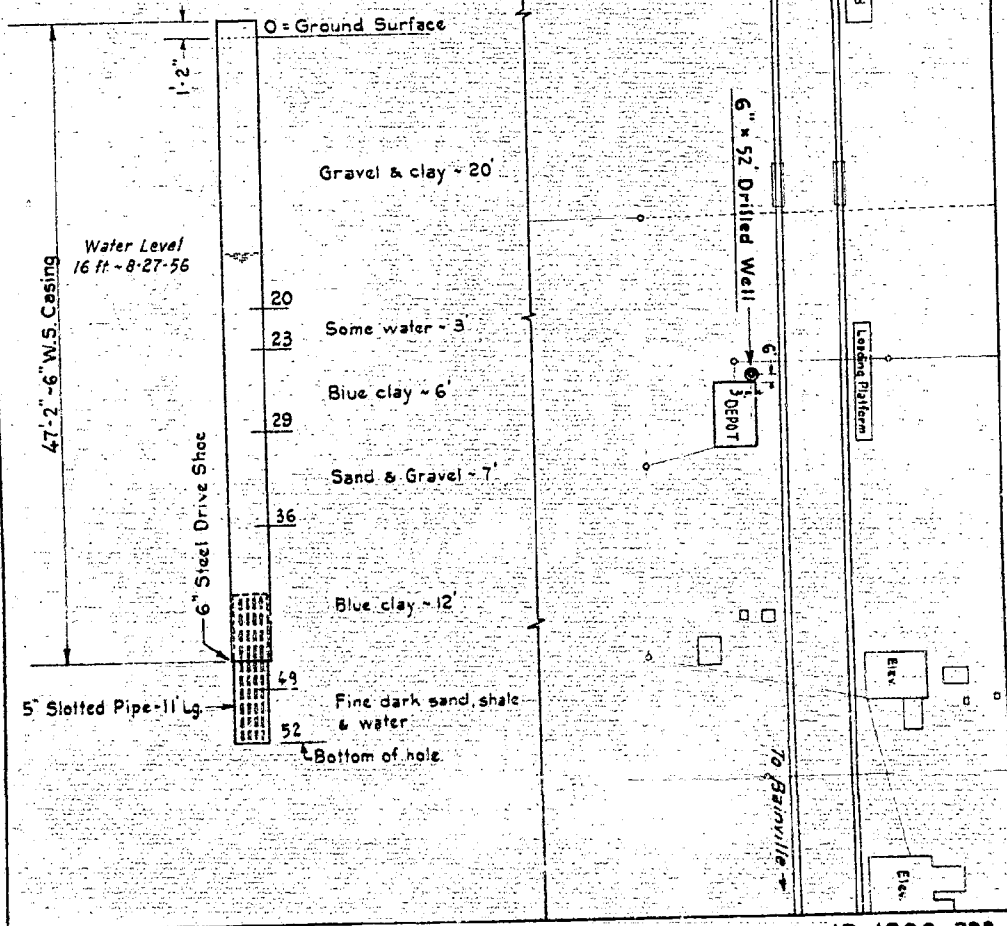 0 = Ground Surface
1'-2"
Gravel & clay ~ 20'
Water Level
16 ft. ~ 8-27-56
47'-2" ~ 6" W.S. Casing
20
Some water ~ 3'
23
Blue clay ~ 6'
29
Sand & Gravel ~ 7'
36
6" Steel Drive Shoe
Blue clay ~ 12'
49
5" Slotted Pipe - 11' Lg.
Fine dark sand, shale
& water
52
Bottom of hole.
6" x 52' Drilled Well
6'
3'
DEPOT
Loading Platform
Elev.
To Bainville
Elev.